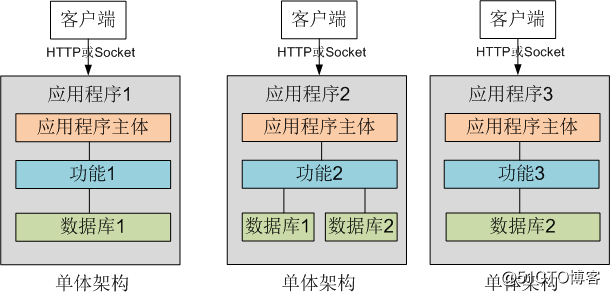 客户端 客户端 客户端
HTTP或Socket HTTP或Socket HTTP或Socket
应用程序1 应用程序2 应用程序3
应用程序主体 应用程序主体 应用程序主体
功能1 功能2 功能3
数据库1 数据库1 数据库2 数据库2
单体架构 单体架构 单体架构
@51CTO博客